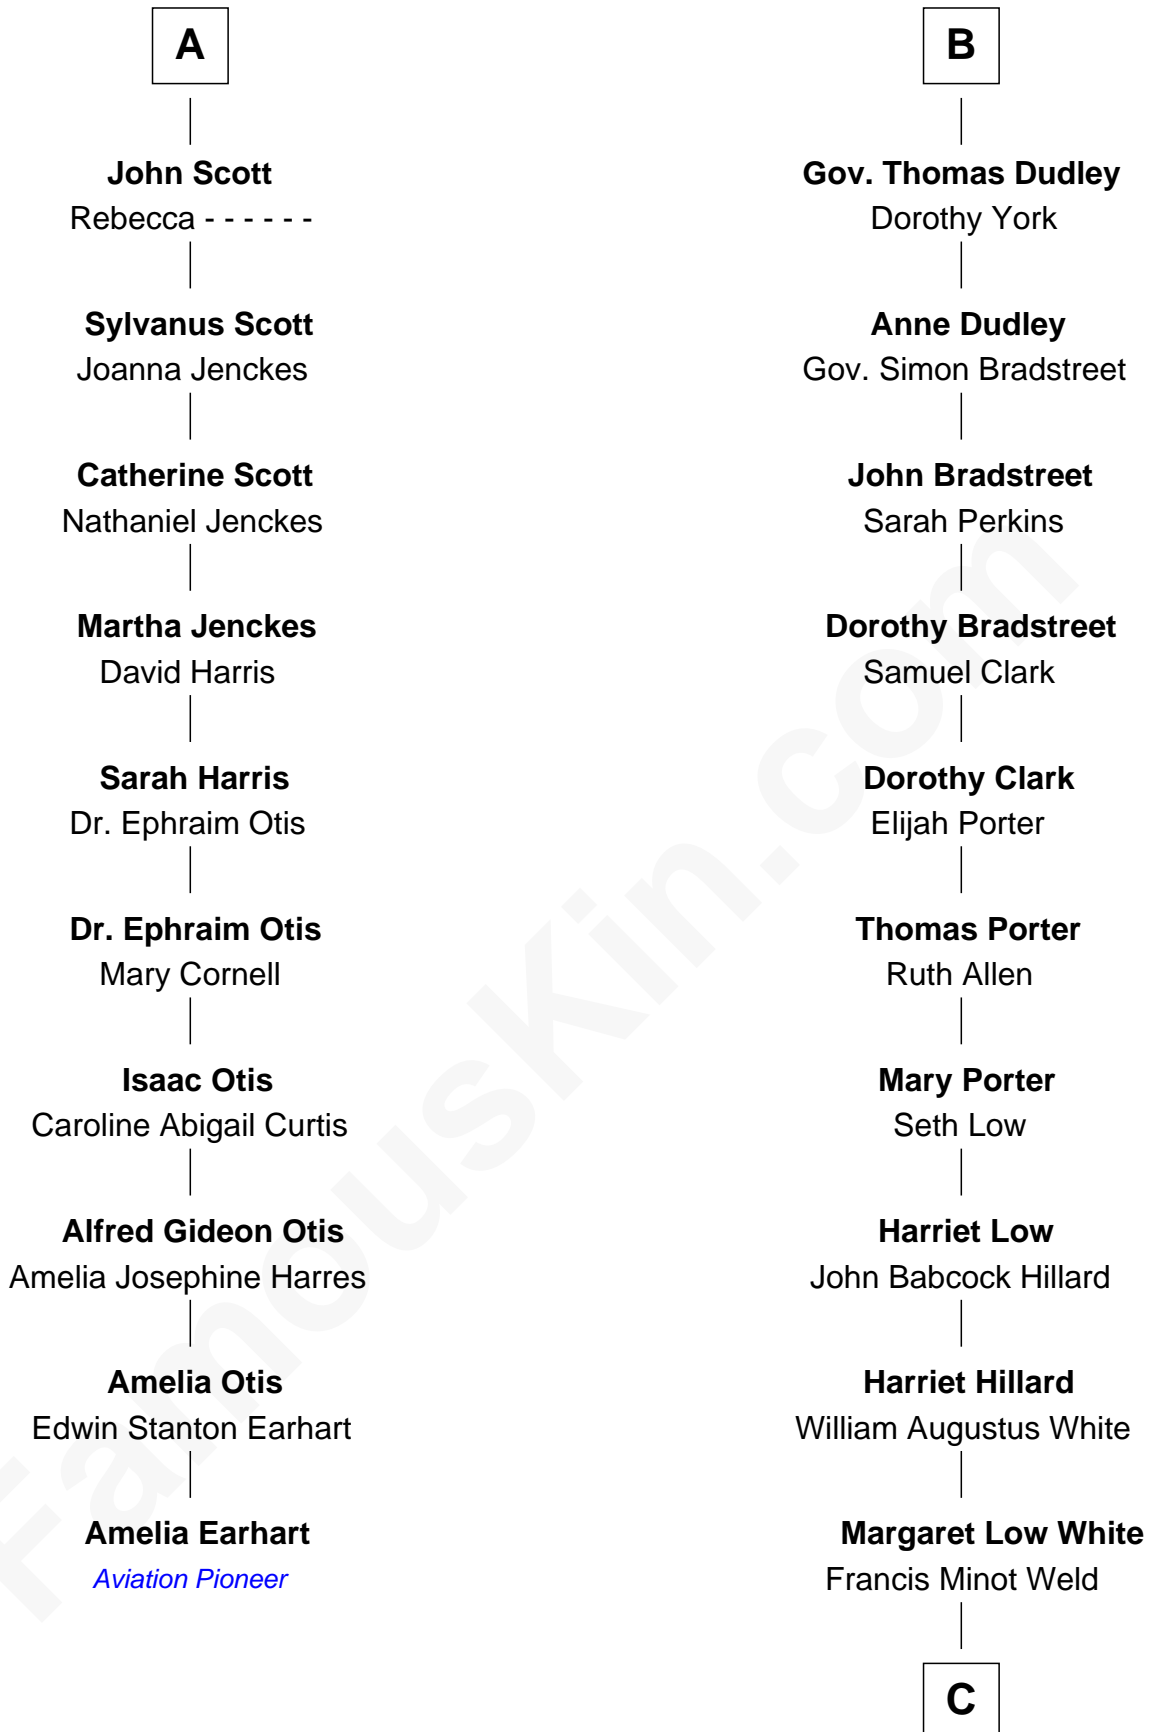 A
John Scott
Rebecca - - - - - -
Sylvanus Scott
Joanna Jenckes
Catherine Scott
Nathaniel Jenckes
Martha Jenckes
David Harris
Sarah Harris
Dr. Ephraim Otis
Dr. Ephraim Otis
Mary Cornell
Isaac Otis
Caroline Abigail Curtis
Alfred Gideon Otis
Amelia Josephine Harres
Amelia Otis
Edwin Stanton Earhart
Amelia Earhart
Aviation Pioneer
B
Gov. Thomas Dudley
Dorothy York
Anne Dudley
Gov. Simon Bradstreet
John Bradstreet
Sarah Perkins
Dorothy Bradstreet
Samuel Clark
Dorothy Clark
Elijah Porter
Thomas Porter
Ruth Allen
Mary Porter
Seth Low
Harriet Low
John Babcock Hillard
Harriet Hillard
William Augustus White
Margaret Low White
Francis Minot Weld
C
FamousKin.com